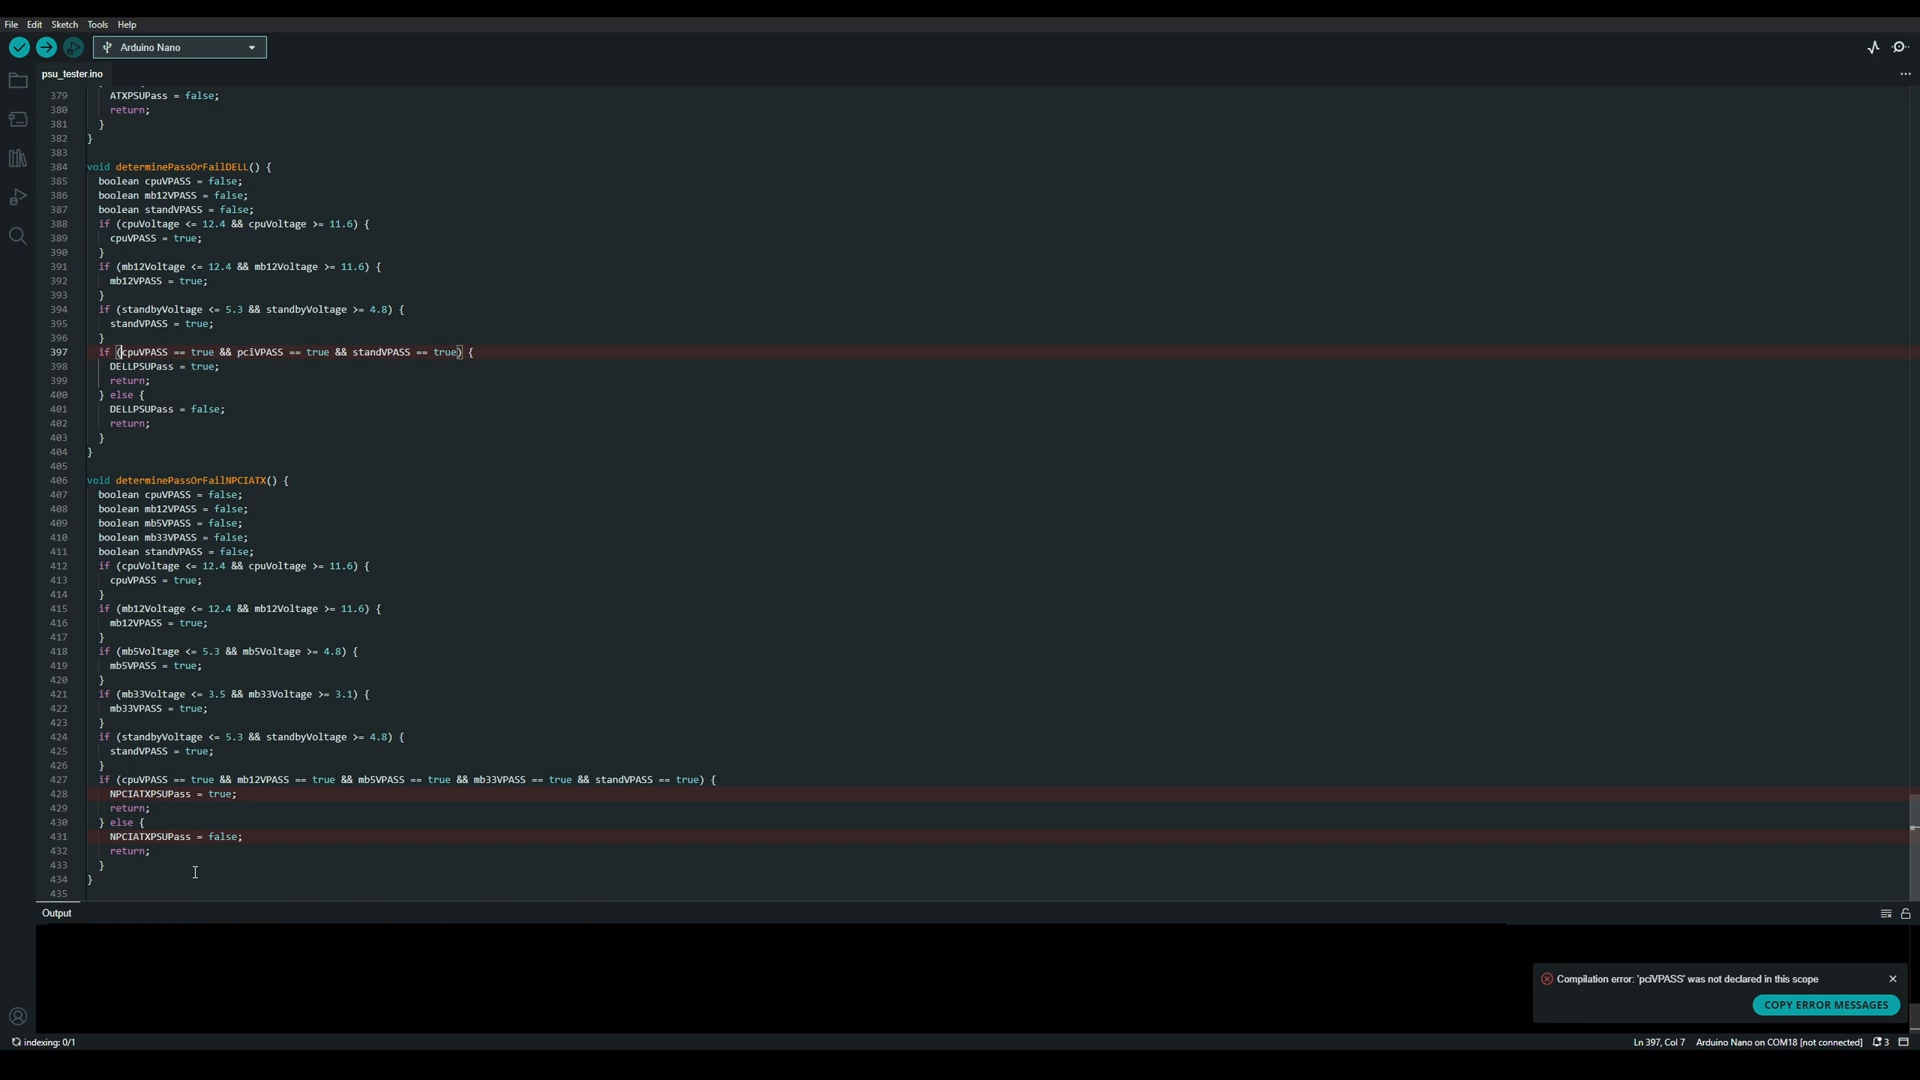 File Edit Sketch Tools Help
Arduino Nano
psu_tester.ino
379 ATXPSUPass = false;
380 return;
381 }
382 }
383
384 void determinePassOrFailDELL() {
385 boolean cpuVPASS = false;
386 boolean mb12VPASS = false;
387 boolean standVPASS = false;
388 if (cpuVoltage <= 12.4 && cpuVoltage >= 11.6) {
389 cpuVPASS = true;
390 }
391 if (mb12Voltage <= 12.4 && mb12Voltage >= 11.6) {
392 mb12VPASS = true;
393 }
394 if (standbyVoltage <= 5.3 && standbyVoltage >= 4.8) {
395 standVPASS = true;
396 }
397 if (cpuVPASS == true && pciVPASS == true && standVPASS == true) {
398 DELLPSUPass = true;
399 return;
400 } else {
401 DELLPSUPass = false;
402 return;
403 }
404 }
405
406 void determinePassOrFailNPCIATX() {
407 boolean cpuVPASS = false;
408 boolean mb12VPASS = false;
409 boolean mb5VPASS = false;
410 boolean mb33VPASS = false;
411 boolean standVPASS = false;
412 if (cpuVoltage <= 12.4 && cpuVoltage >= 11.6) {
413 cpuVPASS = true;
414 }
415 if (mb12Voltage <= 12.4 && mb12Voltage >= 11.6) {
416 mb12VPASS = true;
417 }
418 if (mb5Voltage <= 5.3 && mb5Voltage >= 4.8) {
419 mb5VPASS = true;
420 }
421 if (mb33Voltage <= 3.5 && mb33Voltage >= 3.1) {
422 mb33VPASS = true;
423 }
424 if (standbyVoltage <= 5.3 && standbyVoltage >= 4.8) {
425 standVPASS = true;
426 }
427 if (cpuVPASS == true && mb12VPASS == true && mb5VPASS == true && mb33VPASS == true && standVPASS == true) {
428 NPCIATXPSUPass = true;
429 return;
430 } else {
431 NPCIATXPSUPass = false;
432 return;
433 }
434 }
435
Output
Compilation error: 'pciVPASS' was not declared in this scope
COPY ERROR MESSAGES
indexing: 0/1
Ln 397, Col 7 Arduino Nano on COM18 [not connected] 3